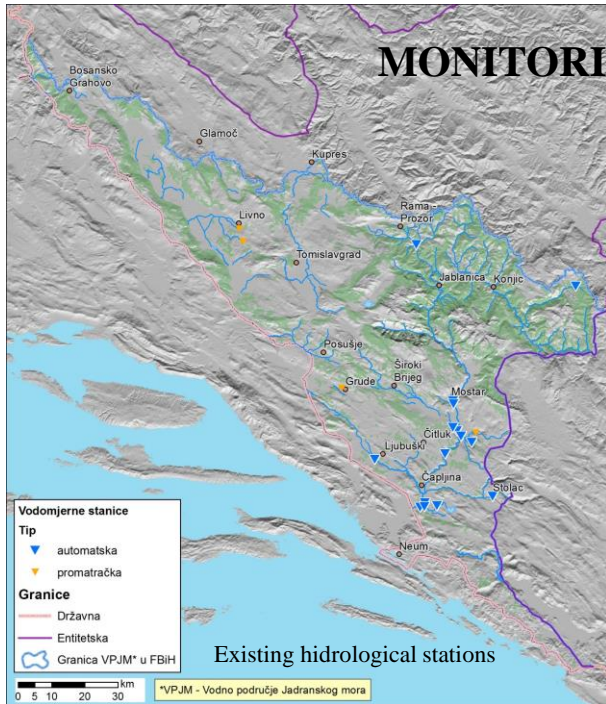 MONITORI
Bosansko
Grahovo
Glamoč
Kupres
Livno
Rama -
Prozor
Tomislavgrad
Jablanica
Konjic
Posušje
Široki
Brijeg
Grude
Mostar
Čitluk
Ljubuški
Čapljina
Stolac
Neum
Vodomjerne stanice
Tip
automatska
promatračka
Granice
Državna
Entitetska
Granica VPJM* u FBiH
Existing hidrological stations
km
0 5 10 20 30
*VPJM - Vodno područje Jadranskog mora